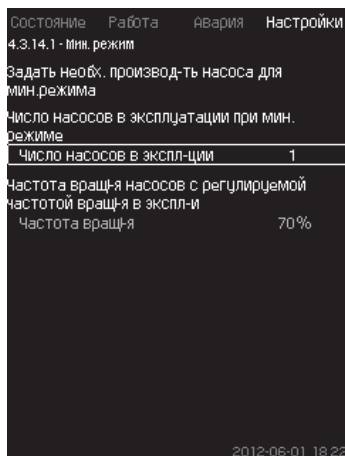 Состояние Работа Авария Настройки
4.3.14.1 - Мин. режим
Задать необх. производ-ть насоса для
мин.режима
Число насосов в эксплуатации при мин.
режиме
Число насосов в экспл-ции 1
Частота вращ-я насосов с регулируемой
частотой вращ-я в экспл-и
Частота вращ-я 70%
2012-06-01 18:22